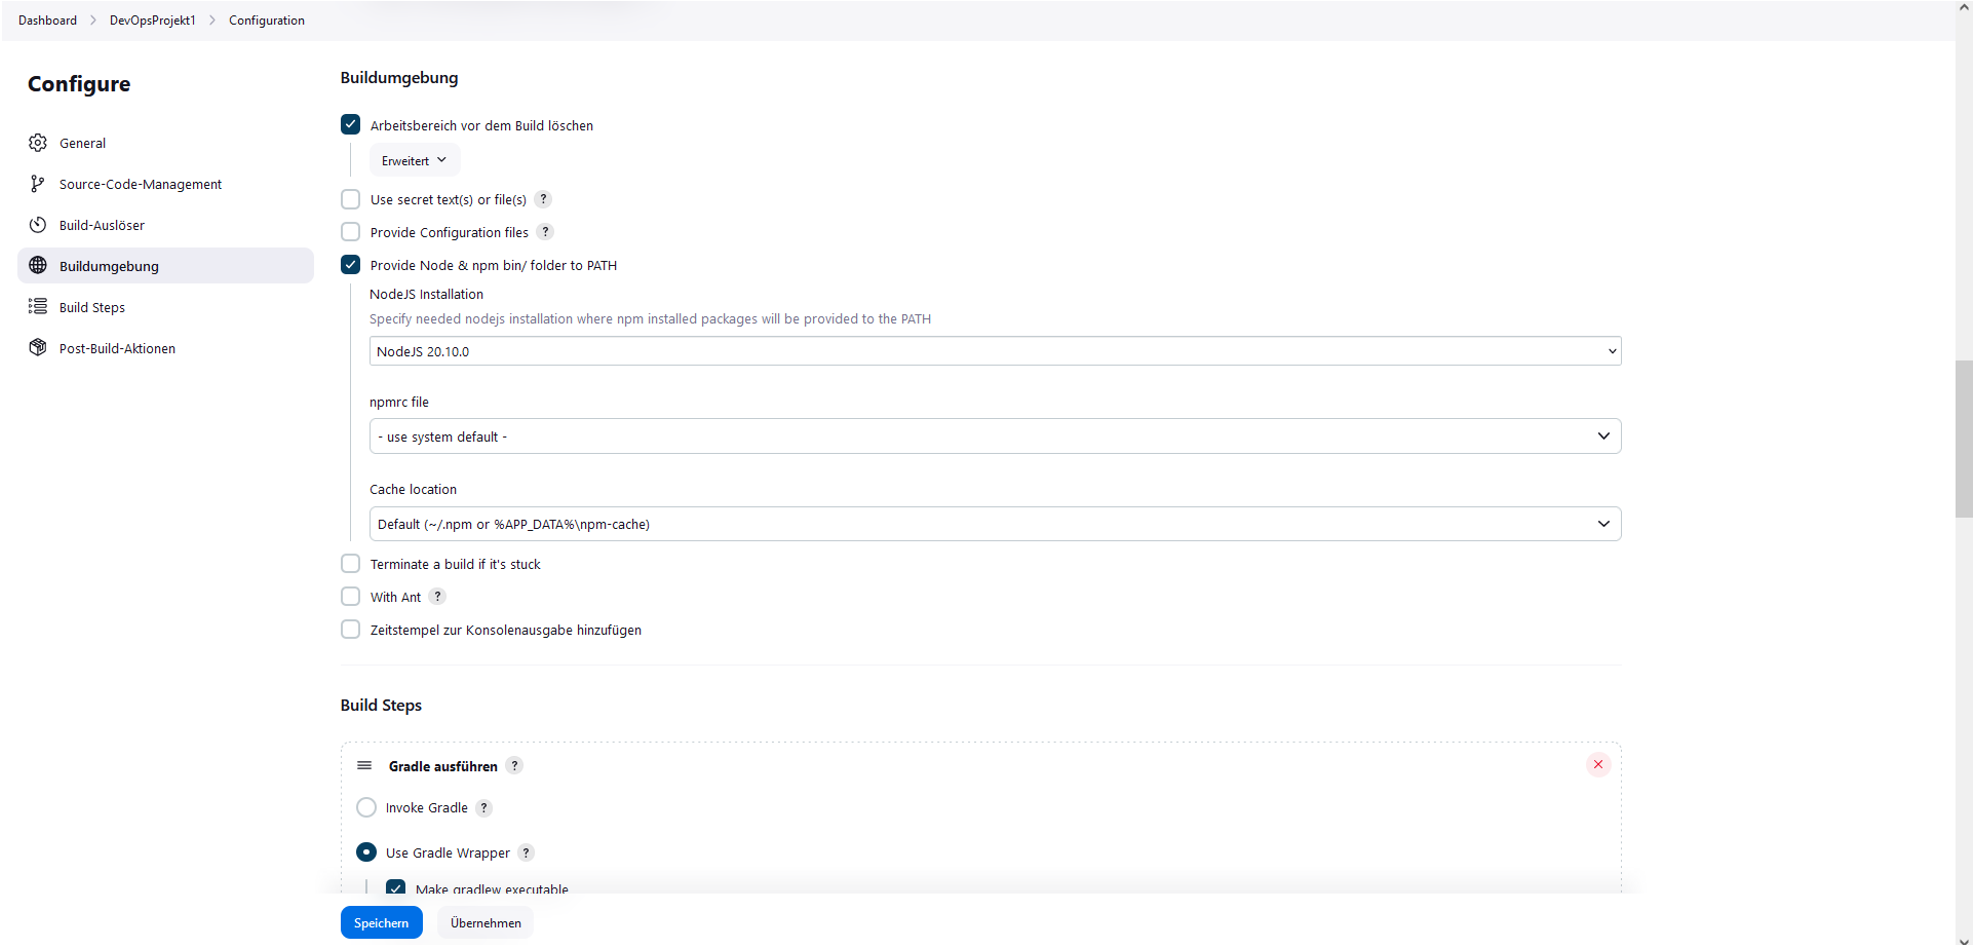 Dashboard > DevOpsProjekt1 > Configuration
Configure
General
Source-Code-Management
Build-Auslöser
Buildumgebung
Build Steps
Post-Build-Aktionen
Buildumgebung
Arbeitsbereich vor dem Build löschen
Erweitert
Use secret text(s) or file(s) ?
Provide Configuration files ?
Provide Node & npm bin/ folder to PATH
NodeJS Installation
Specify needed nodejs installation where npm installed packages will be provided to the PATH
NodeJS 20.10.0
npmrc file
- use system default -
Cache location
Default (~/.npm or %APP_DATA%\npm-cache)
Terminate a build if it's stuck
With Ant ?
Zeitstempel zur Konsolenausgabe hinzufügen
Build Steps
Gradle ausführen ?
Invoke Gradle ?
Use Gradle Wrapper ?
Make gradlew executable
Speichern
Übernehmen